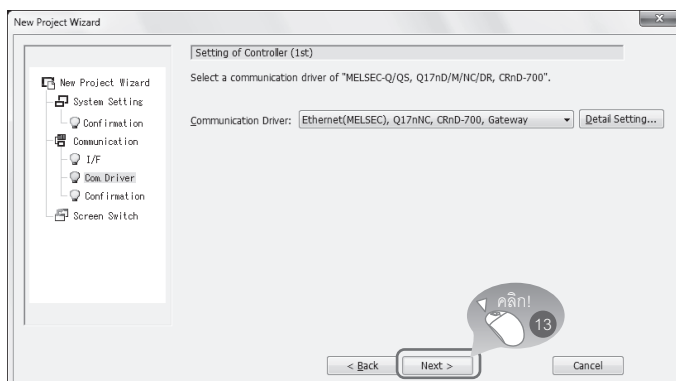 New Project Wizard
x
Setting of Controller (1st)
Select a communication driver of "MELSEC-Q/QS, Q17nD/M/NC/DR, CRnD-700".
New Project Wizard
System Setting
Confirmation
Communication
I/F
Com. Driver
Confirmation
Screen Switch
Communication Driver: Ethernet(MELSEC), Q17nNC, CRnD-700, Gateway Detail Setting...
คลิก!
13
< Back Next > Cancel